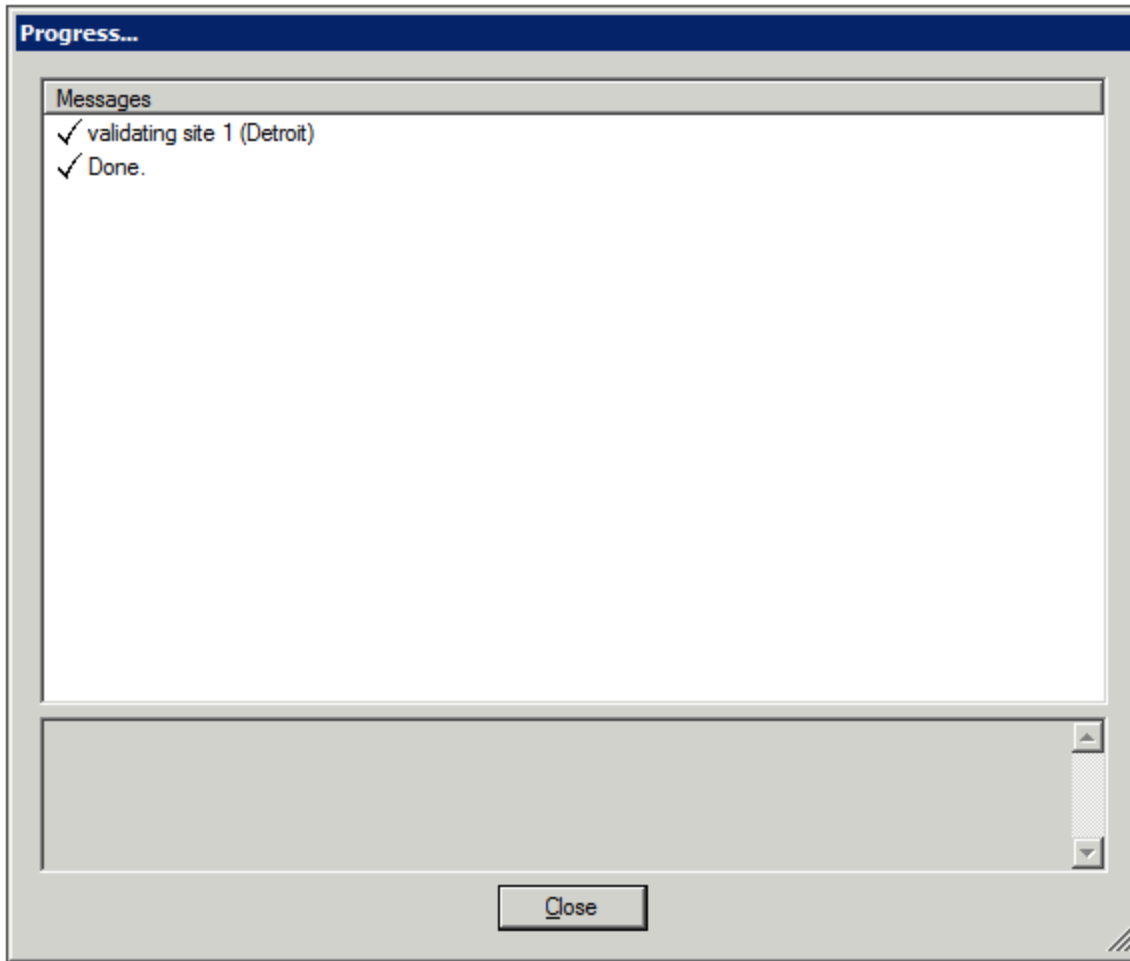 Progress...
Messages
validating site 1 (Detroit)
Done.
Close